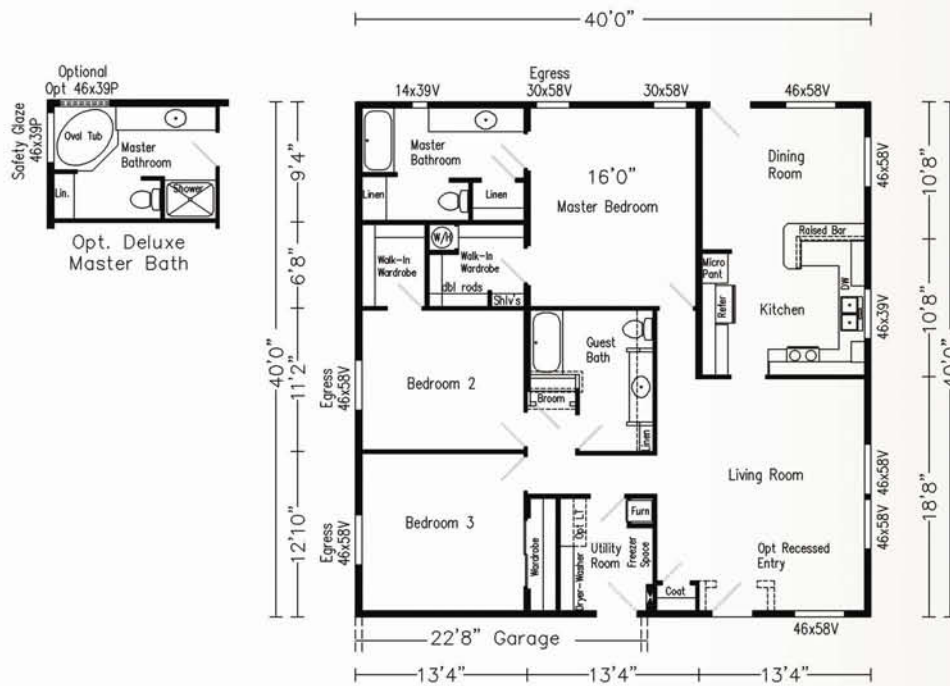 40'0"
Optional
Opt 46x39P
Safety Glaze
46x39P
Oval Tub
Master
Bathroom
Lin.
Shower
Opt. Deluxe
Master Bath
Egress
14x39V
30x58V
30x58V
46x58V
40'0"
9'4"
6'8"
11'2"
12'10"
Master
Bathroom
Linen
Linen
16'0"
Master Bedroom
Dining
Room
46x58V
10'8"
Raised Bar
Walk-In
Wardrobe
W/H
Walk-In
Wardrobe
dbl rods
Shlv's
Micro
Pant
Refer
Kitchen
DW
46x39V
10'8"
40'0"
Egress
46x58V
Bedroom 2
Guest
Bath
Broom
Linen
Living Room
46x58V
46x58V
18'8"
Egress
46x58V
Bedroom 3
Wardrobe
Dryer-Washer
Opt LT
Utility
Room
Furn
Freezer
Space
Opt Recessed
Entry
Coat
46x58V
22'8" Garage
13'4"
13'4"
13'4"